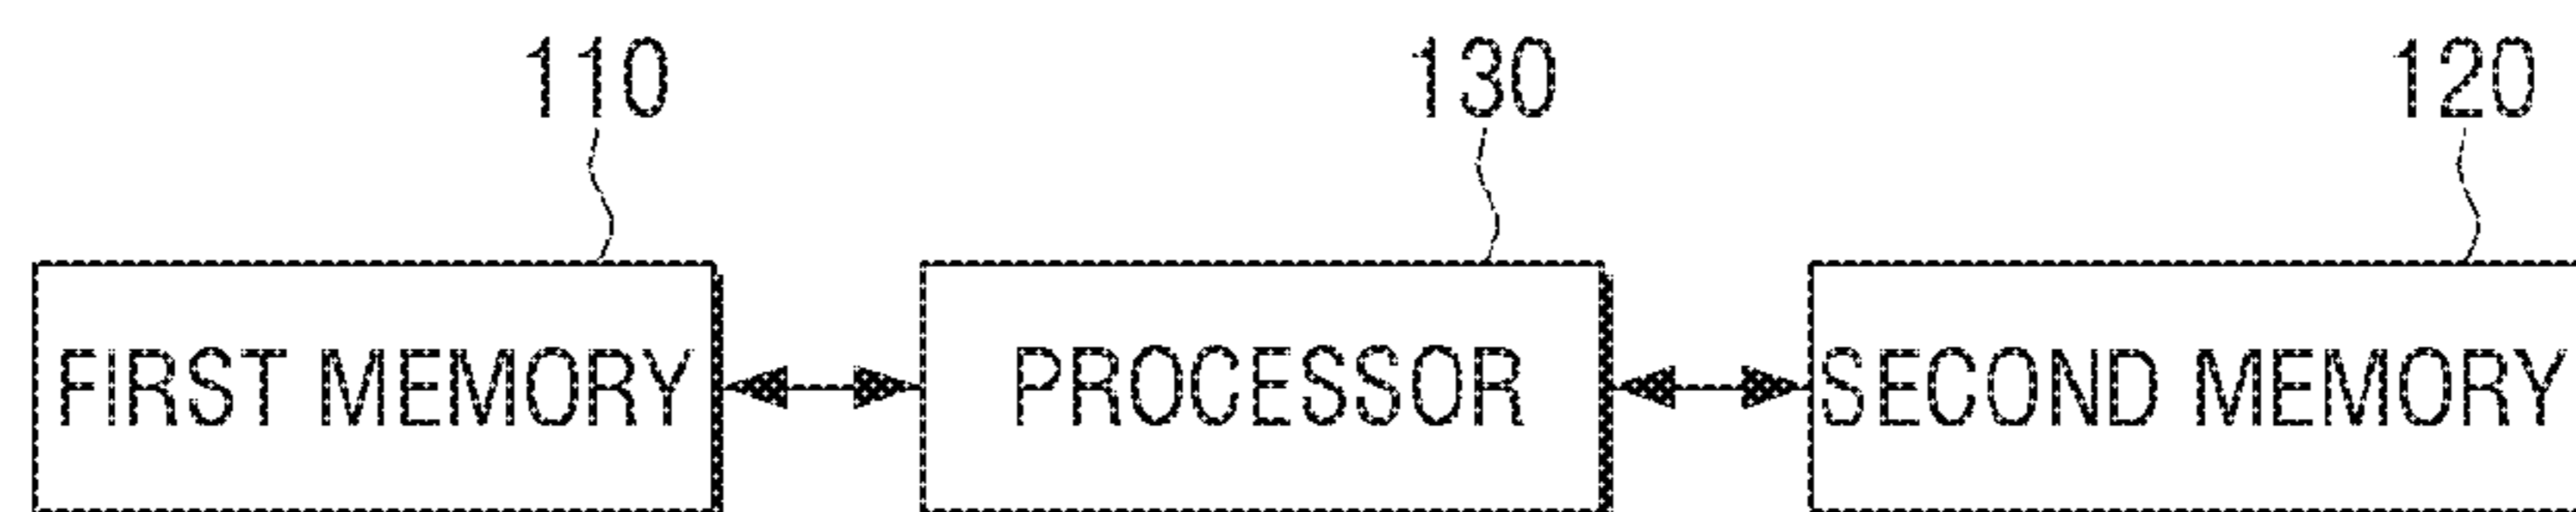 110 130 120
FIRST MEMORY PROCESSOR SECOND MEMORY